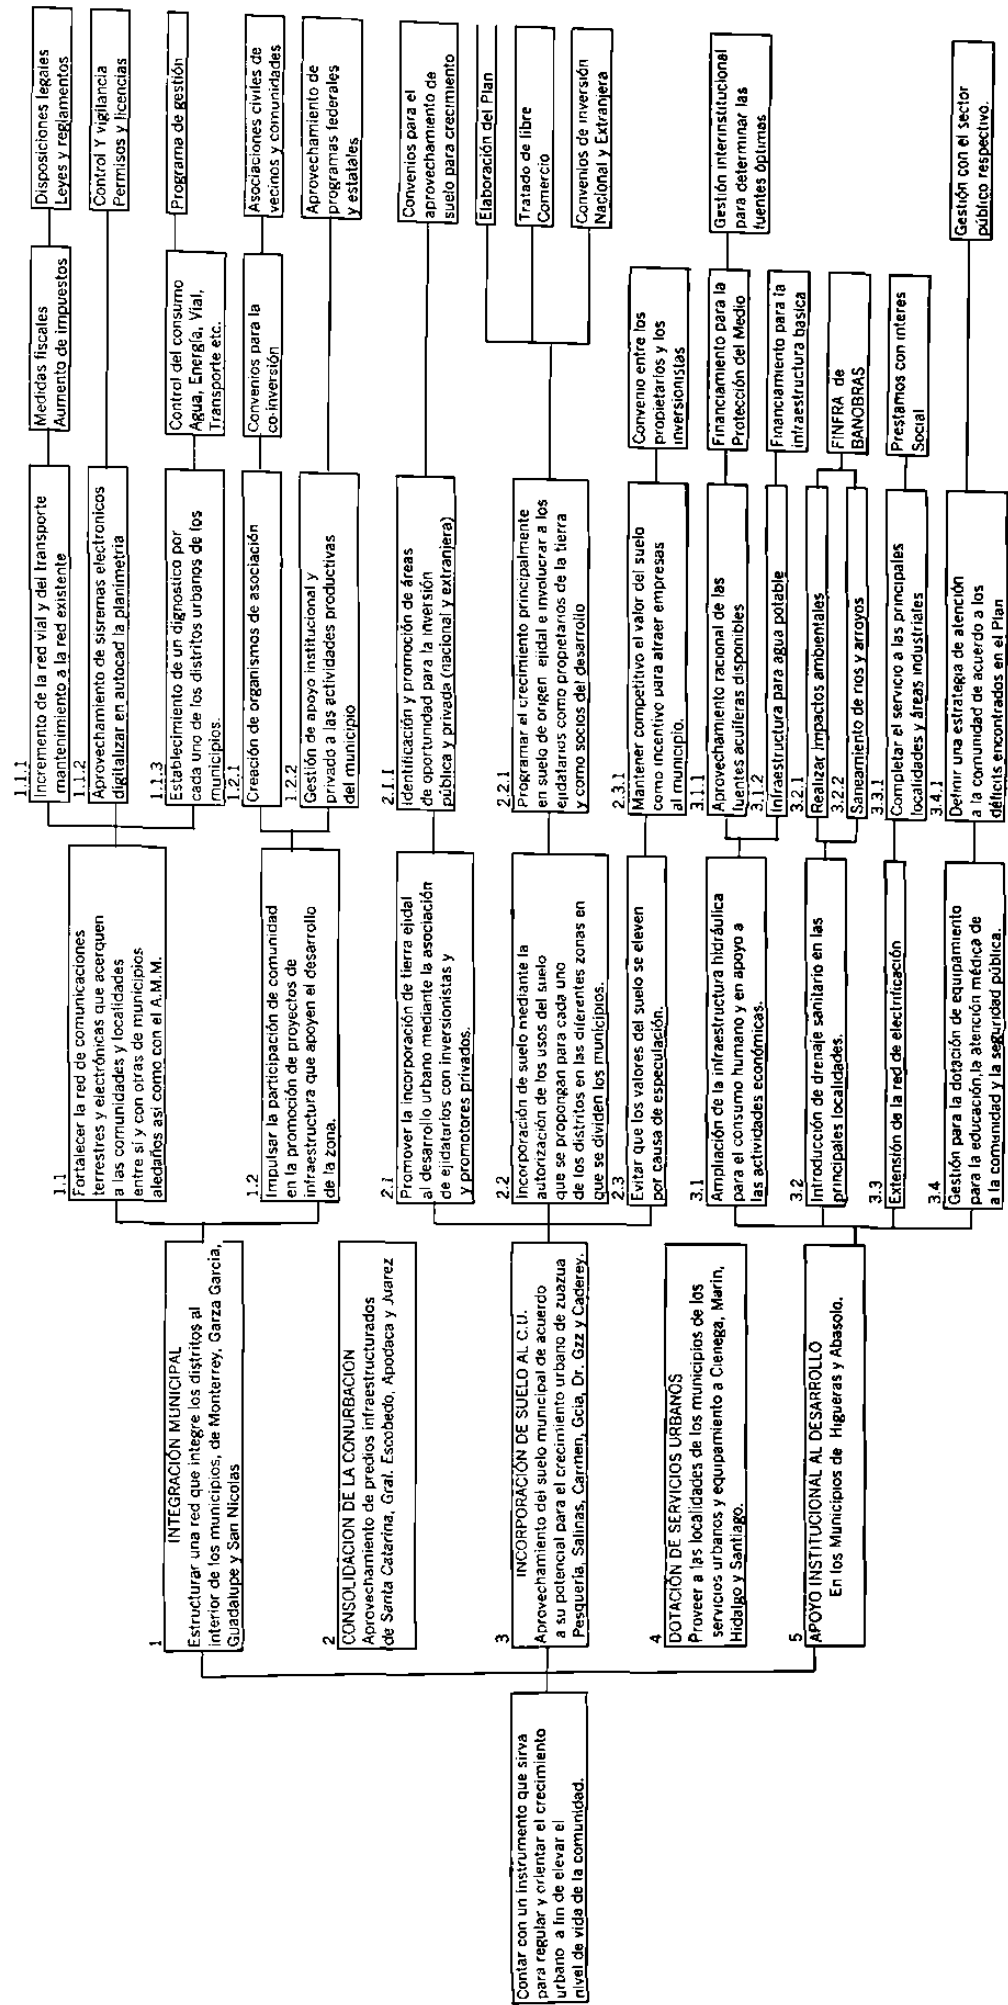 Contar con un instrumento que sirva
para regular y orientar el crecimiento
urbano a fin de elevar el
nivel de vida de la comunidad.
1
INTEGRACIÓN MUNICIPAL
Estructurar una red que integre los distritos al
interior de los municipios, de Monterrey, Garza Garcia,
Guadalupe y San Nicolas
2
CONSOLIDACION DE LA CONURBACION
Aprovechamiento de predios infraestructurados
de Santa Catarina, Gral. Escobedo, Apodaca y Juarez
3
INCORPORACIÓN DE SUELO AL C.U.
Aprovechamiento del suelo municipal de acuerdo
a su potencial para el crecimiento urbano de zuazua
Pesquería, Salinas, Carmen, Gcia, Dr. Gzz y Caderey.
4
DOTACIÓN DE SERVICIOS URBANOS
Proveer a las localidades de los municipios de los
servicios urbanos y equipamiento a Cienega, Marin,
Hidalgo y Santiago.
5
APOYO INSTITUCIONAL AL DESARROLLO
En los Municipios de Higueras y Abasolo.
1.1
Fortalecer la red de comunicaciones
terrestres y electrónicas que acerquen
a las comunidades y localidades
entre sí y con otras de municipios
aledaños así como con el A.M.M.
1.2
Impulsar la participación de comunidad
en la promoción de proyectos de
infraestructura que apoyen el desarrollo
de la zona.
2.1
Promover la incorporación de tierra ejidal
al desarrollo urbano mediante la asociación
de ejidatarios con inversionistas y
y promotores privados.
2.2
Incorporación de suelo mediante la
autorización de los usos del suelo
que se propongan para cada uno
de los distritos en las diferentes zonas en
que se dividen los municipios.
2.3
Evitar que los valores del suelo se eleven
por causa de especulación.
3.1
Ampliación de la infraestructura hidráulica
para el consumo humano y en apoyo a
las actividades económicas.
3.2
Introducción de drenaje sanitario en las
principales localidades.
3.3
Extensión de la red de electrificación
3.4
Gestión para la dotación de equipamiento
para la educación,la atención médica de
a la comunidad y la seguridad pública.
1.1.1
Incremento de la red vial y del transporte
mantenimiento a la red existente
1.1.2
Aprovechamiento de sisremas electronicos
digitalizar en autocad la planimetria
1.1.3
Establecimiento de un dignostico por
cada uno de los distritos urbanos de los
municipios.
1.2.1
Creación de organismos de asociación
1.2.2
Gestión de apoyo institucional y
privado a las actividades productivas
del municipio
2.1.1
Identificación y promoción de áreas
de oportunidad para la inversión
pública y privada (nacional y extranjera)
2.2.1
Programar el crecimiento principalmente
en suelo de origen ejidal e involucrar a los
ejidatarios como propietarios de la tierra
y como socios del desarrollo
2.3.1
Mantener competitivo el valor del suelo
como incentivo para atraer empresas
al municipio.
3.1.1
Aprovechamiento racional de las
fuentes acuíferas disponibles
3.1.2
Infraestructura para agua potable
3.2.1
Realizar impactos ambientales
3.2.2
Saneamiento de rios y arroyos
3.3.1
Completar el servicio a las principales
localidades y áreas industriales
3.4.1
Definir una estrategia de atención
a la comunidad de acuerdo a los
déficits encontrados en el Plan
Medidas fiscales
Aumento de impuestos
Control del consumo
Agua, Energía, Vial,
Transporte etc.
Convenios para la
co-inversión
Convenio entre los
propietarios y los
inversionistas
Financiamiento para la
Protección del Medio
Financiamiento para la
infraestructura basica
FINFRA de
BANOBRAS
Prestamos con interes
Social
Disposiciones legales
Leyes y reglamentos
Control Y vigilancia
Permisos y licencias
Programa de gestión
Asociaciones civiles de
vecinos y comunidades
Aprovechamiento de
programas federales
y estatales
Convenios para el
aprovechamiento de
suelo para crecimiento
Elaboración del Plan
Tratado de libre
Comercio
Convenios de inversión
Nacional y Extranjera
Gestión interinstitucional
para determinar las
fuentes óptimas
Gestión con el sector
público respectivo.